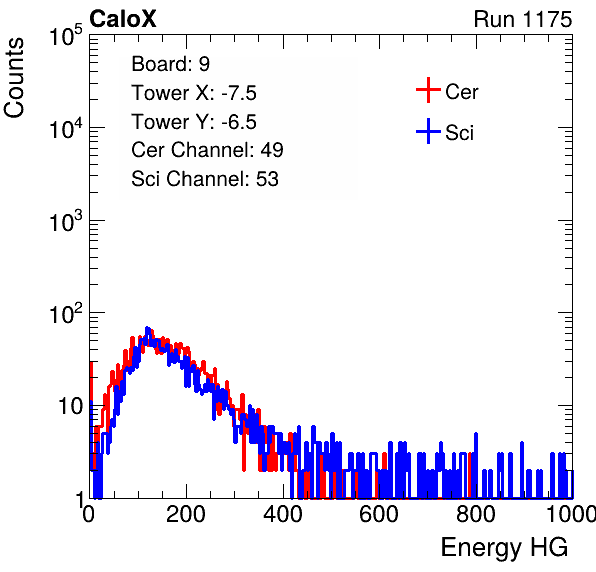 CaloX Run 1175
Counts
10^5
10^4
10^3
10^2
10
1
Board: 9
Tower X: -7.5
Tower Y: -6.5
Cer Channel: 49
Sci Channel: 53
Cer
Sci
0 200 400 600 800 1000
Energy HG